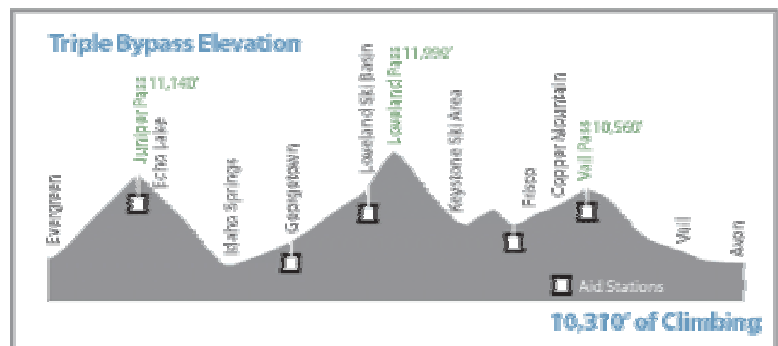 Triple Bypass Elevation
Evergreen
Juniper Pass 11,140'
Echo Lake
Idaho Springs
Georgetown
Loveland Ski Basin
Loveland Pass 11,990'
Keystone Ski Area
Frisco
Copper Mountain
Vail Pass 10,560'
Vail
Avon
Aid Stations
10,310' of Climbing